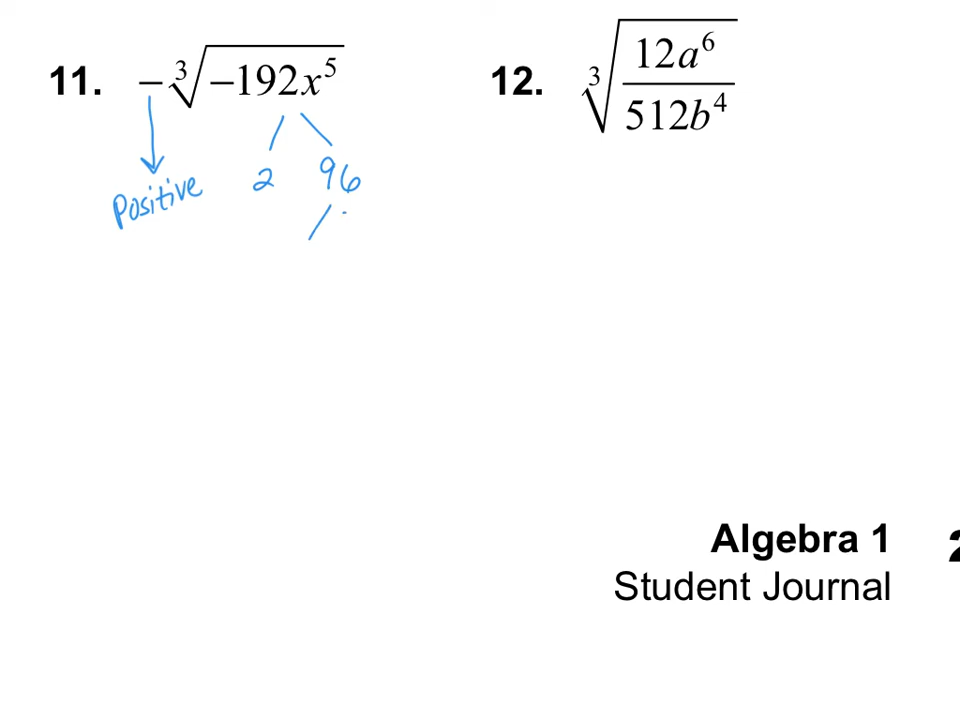 11. −∛(−192x⁵)
Positive 2 96
12. ∛(12a⁶/512b⁴)
Algebra 1
Student Journal